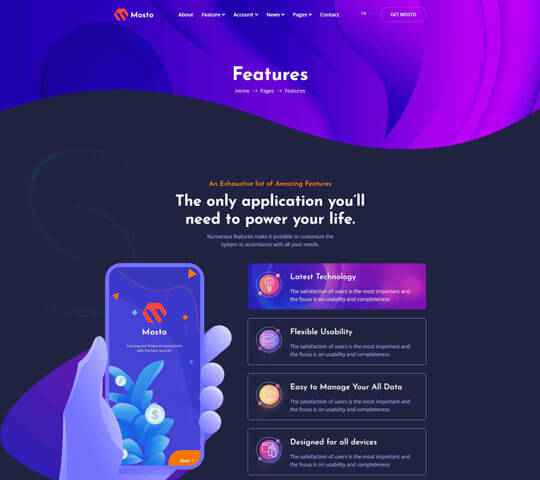 Mosto
About Feature Account News Pages Contact
EN
GET MOSTO
Features
Home → Pages → Features
An Exhaustive list of Amazing Features
The only application you'll
need to power your life.
Numerous features make it possible to customize the
system in accordance with all your needs.
Mosto
Latest Technology
The satisfaction of users is the most important and
the focus is on usability and completeness
Flexible Usability
The satisfaction of users is the most important and
the focus is on usability and completeness
Easy to Manage Your All Data
The satisfaction of users is the most important and
the focus is on usability and completeness
Designed for all devices
The satisfaction of users is the most important and
the focus is on usability and completeness